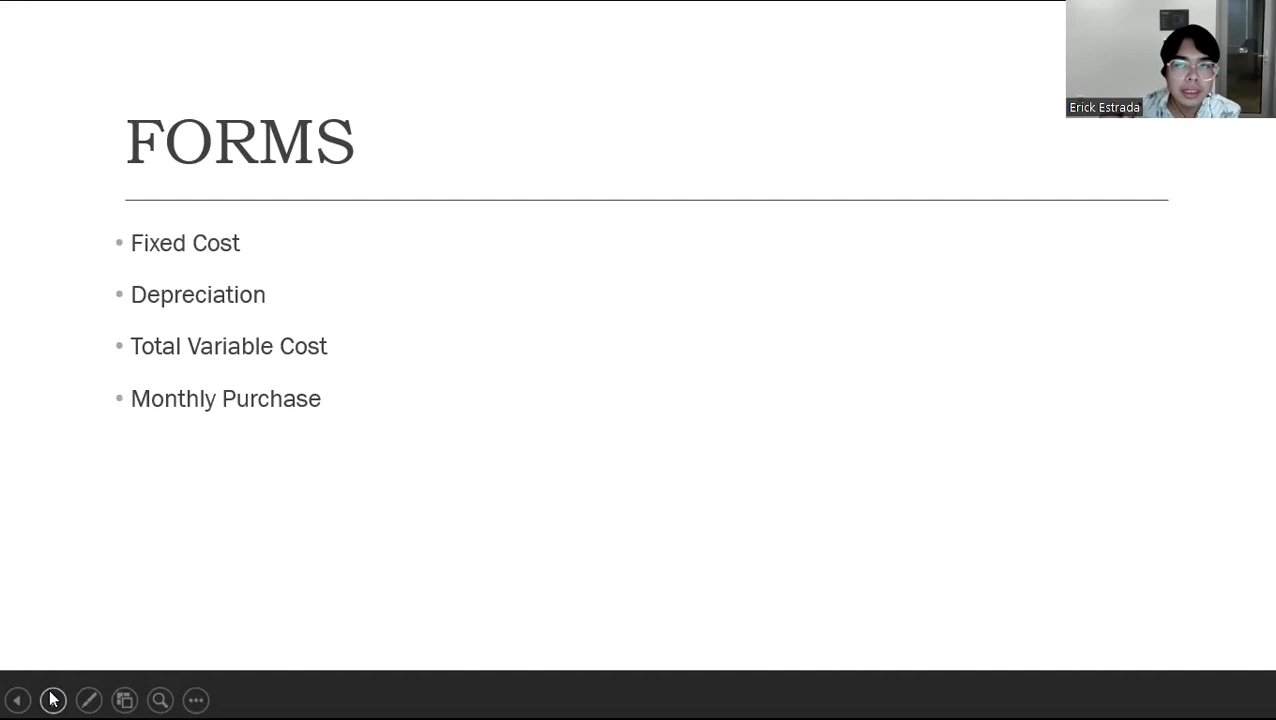 Erick Estrada
FORMS
• Fixed Cost
• Depreciation
• Total Variable Cost
• Monthly Purchase